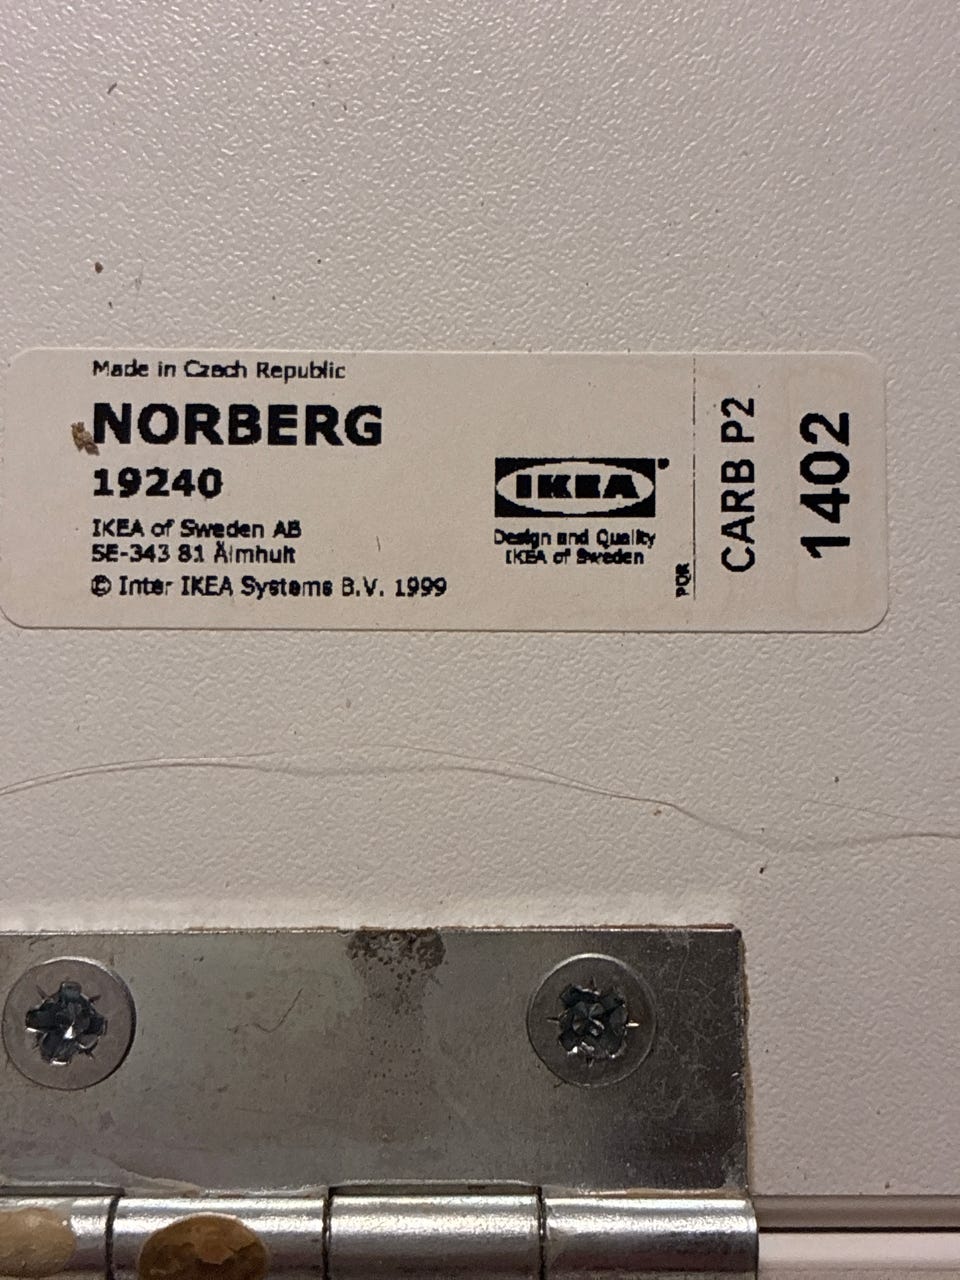 Made in Czech Republic
NORBERG
19240
IKEA of Sweden AB
SE-343 81 Älmhult
© Inter IKEA Systems B.V. 1999
IKEA
Design and Quality
IKEA of Sweden
PQR
CARB P2
1402